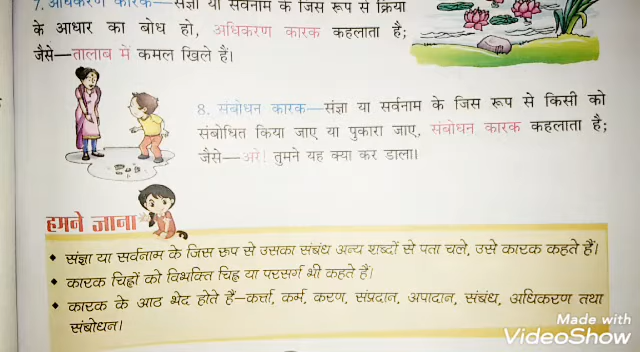 7. अधिकरण कारक—संज्ञा या सर्वनाम के जिस रूप से क्रिया
के आधार का बोध हो, अधिकरण कारक कहलाता है;
जैसे—तालाब में कमल खिले हैं।
8. संबोधन कारक—संज्ञा या सर्वनाम के जिस रूप से किसी को
संबोधित किया जाए या पुकारा जाए, संबोधन कारक कहलाता है;
जैसे—अरे! तुमने यह क्या कर डाला।
हमने जाना
• संज्ञा या सर्वनाम के जिस रूप से उसका संबंध अन्य शब्दों से पता चले, उसे कारक कहते हैं।
• कारक चिह्नों को विभक्ति चिह्न या परसर्ग भी कहते हैं।
• कारक के आठ भेद होते हैं—कर्त्ता, कर्म, करण, संप्रदान, अपादान, संबंध, अधिकरण तथा
संबोधन।
Made with
VideoShow